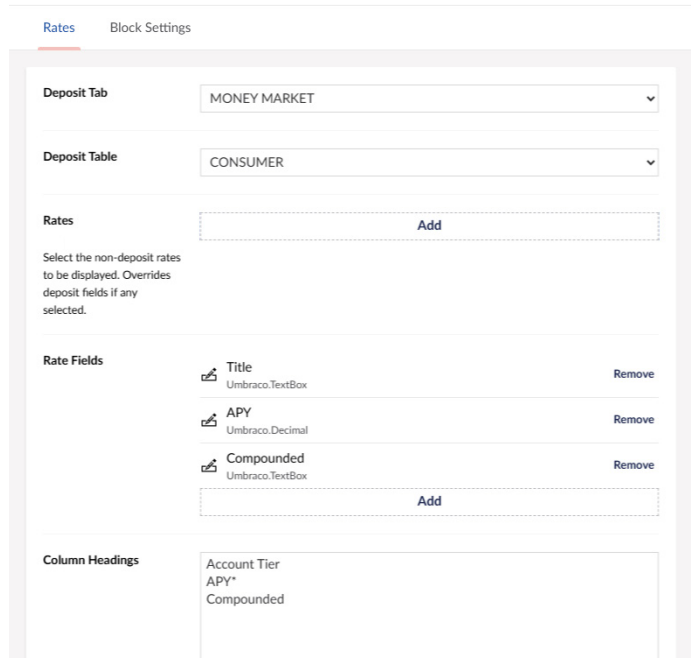 Rates Block Settings
Deposit Tab
MONEY MARKET
Deposit Table
CONSUMER
Rates
Add
Select the non-deposit rates
to be displayed. Overrides
deposit fields if any
selected.
Rate Fields
Title
Umbraco.TextBox
Remove
APY
Umbraco.Decimal
Remove
Compounded
Umbraco.TextBox
Remove
Add
Column Headings
Account Tier
APY*
Compounded